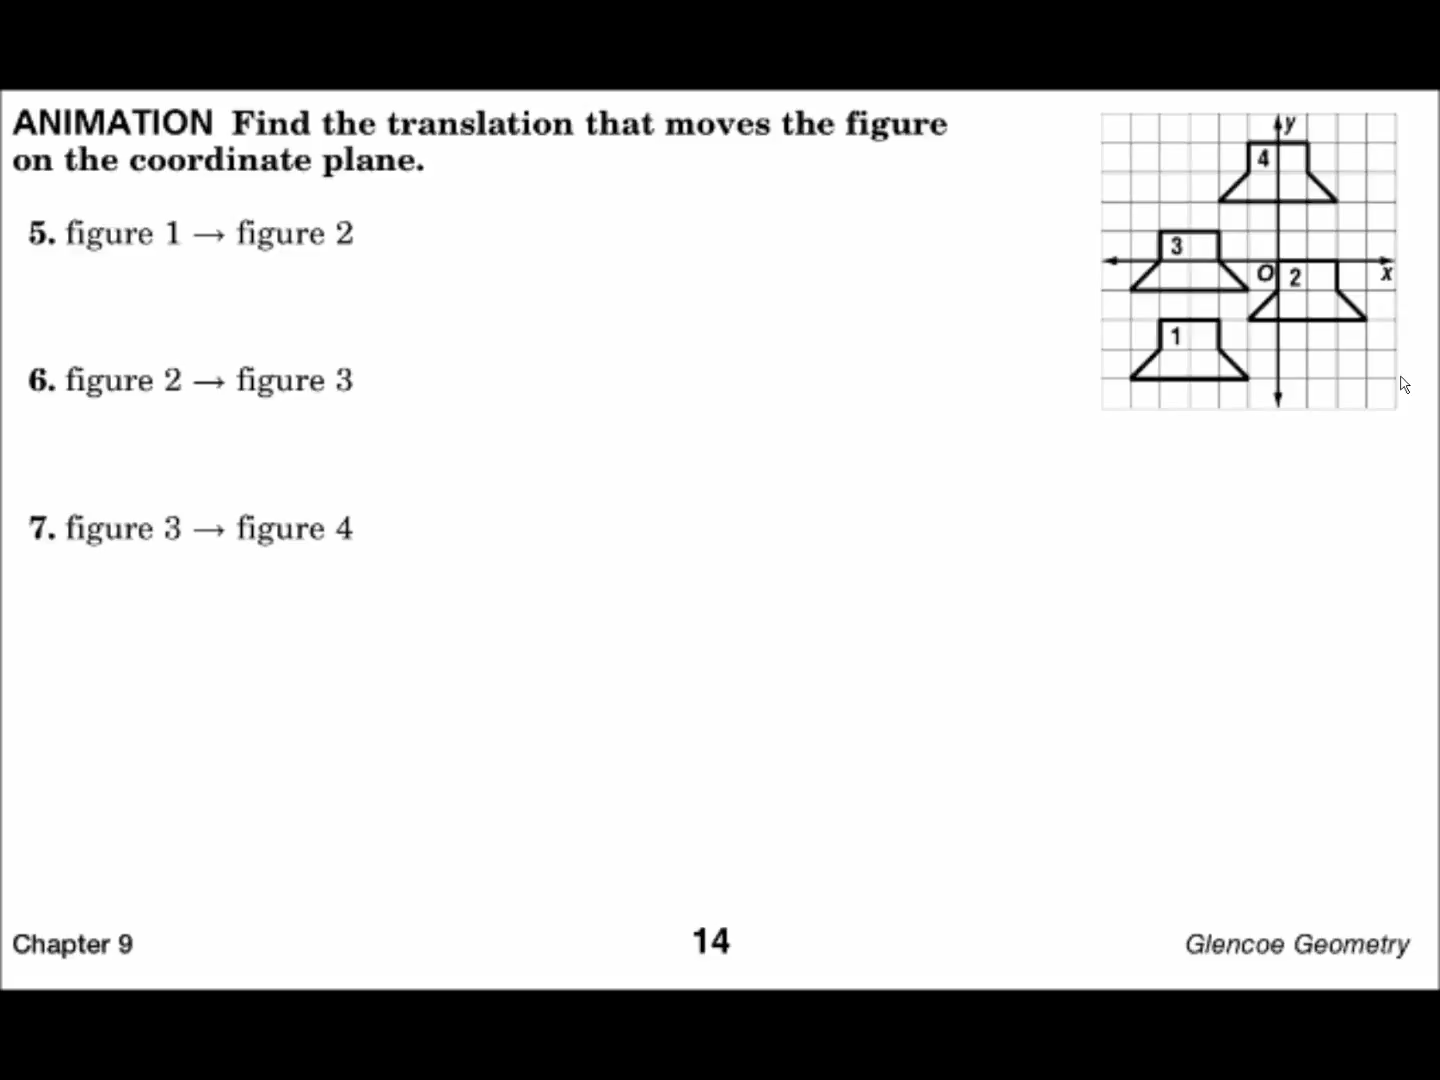 ANIMATION Find the translation that moves the figure
on the coordinate plane.
5. figure 1 → figure 2
6. figure 2 → figure 3
7. figure 3 → figure 4
y
4
3
O 2 x
1
Chapter 9 14 Glencoe Geometry